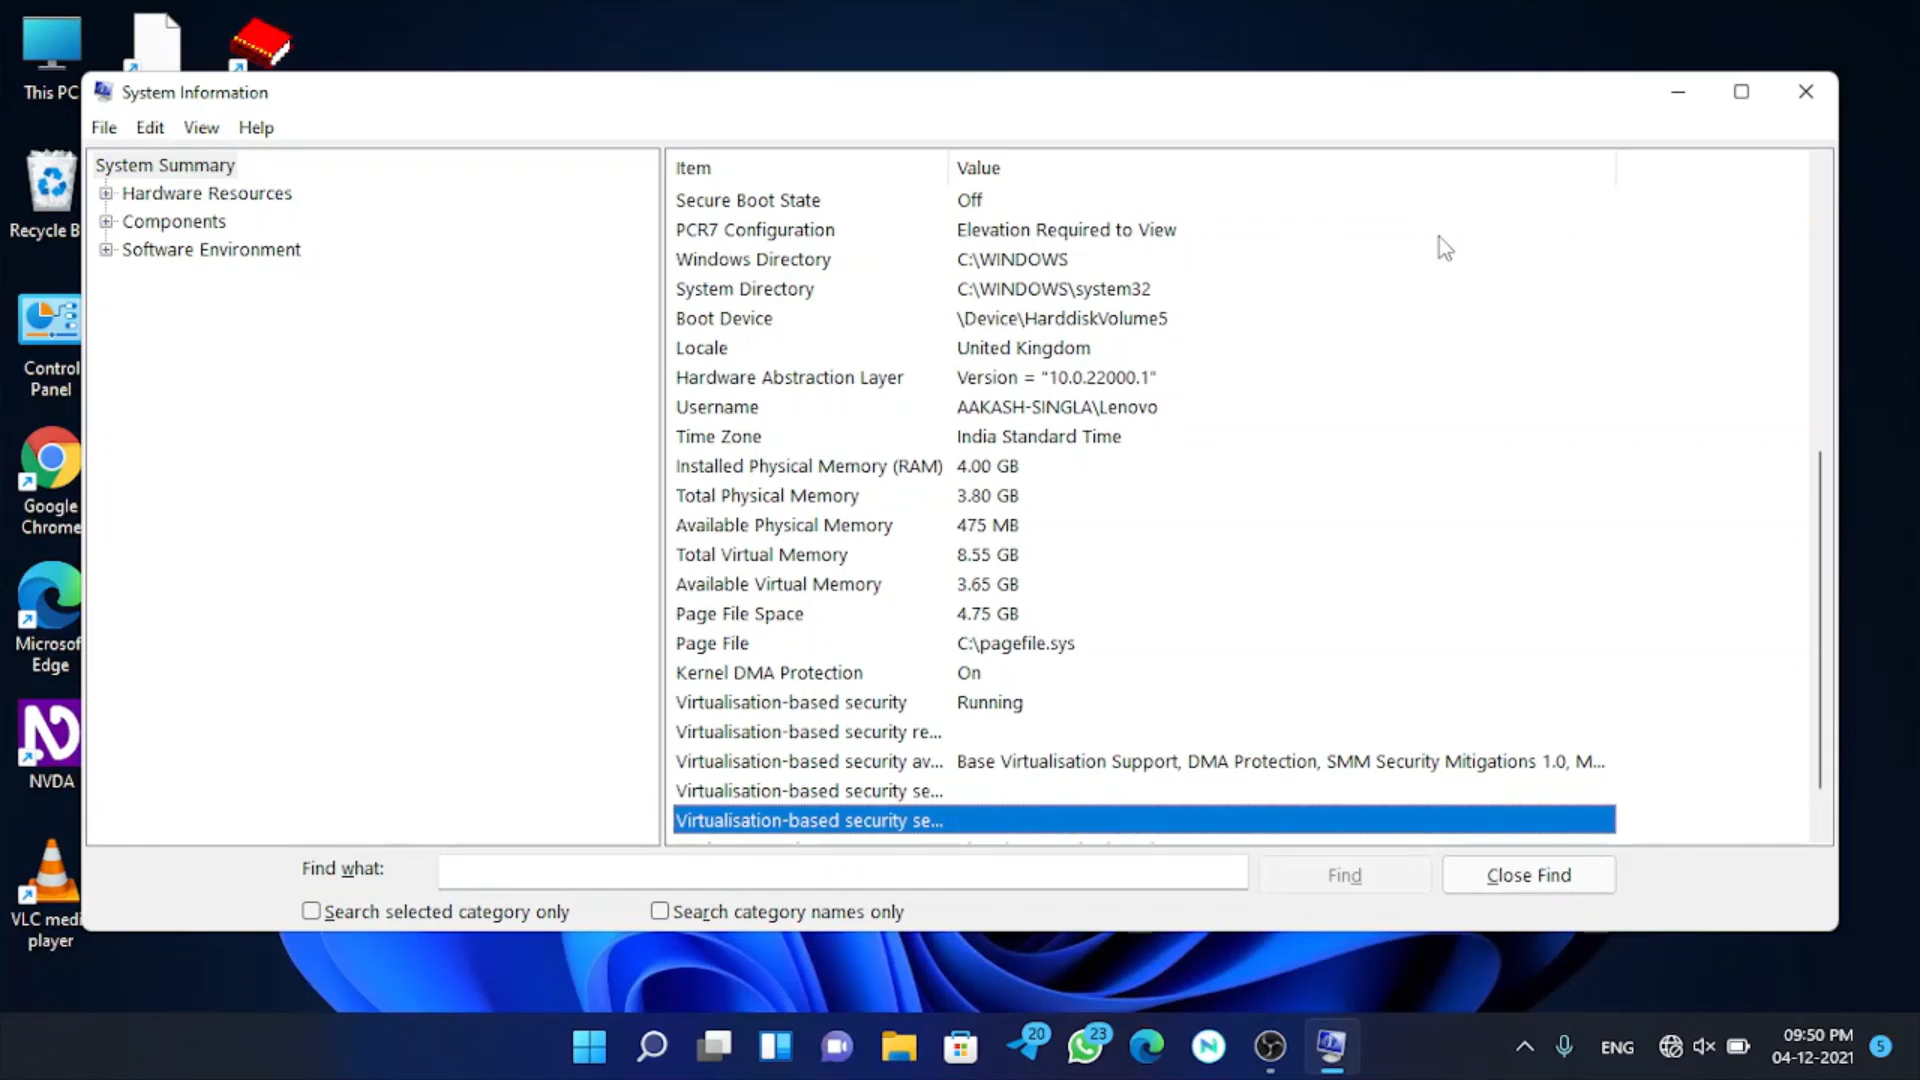 This PC
Recycle B
Control
Panel
Google
Chrome
Microsof
Edge
NVDA
VLC medi
player
System Information
File Edit View Help
System Summary
Hardware Resources
Components
Software Environment
Item Value
Secure Boot State Off
PCR7 Configuration Elevation Required to View
Windows Directory C:\WINDOWS
System Directory C:\WINDOWS\system32
Boot Device \Device\HarddiskVolume5
Locale United Kingdom
Hardware Abstraction Layer Version = "10.0.22000.1"
Username AAKASH-SINGLA\Lenovo
Time Zone India Standard Time
Installed Physical Memory (RAM) 4.00 GB
Total Physical Memory 3.80 GB
Available Physical Memory 475 MB
Total Virtual Memory 8.55 GB
Available Virtual Memory 3.65 GB
Page File Space 4.75 GB
Page File C:\pagefile.sys
Kernel DMA Protection On
Virtualisation-based security Running
Virtualisation-based security re...
Virtualisation-based security av... Base Virtualisation Support, DMA Protection, SMM Security Mitigations 1.0, M...
Virtualisation-based security se...
Virtualisation-based security se...
Find what: Find Close Find
Search selected category only Search category names only
20 23 ENG 09:50 PM 5
04-12-2021